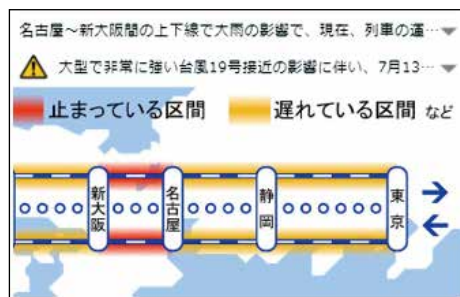 名古屋～新大阪間の上下線で大雨の影響で、現在、列車の運…
大型で非常に強い台風19号接近の影響に伴い、7月13…
止まっている区間 遅れている区間 など
新大阪 名古屋 静岡 東京